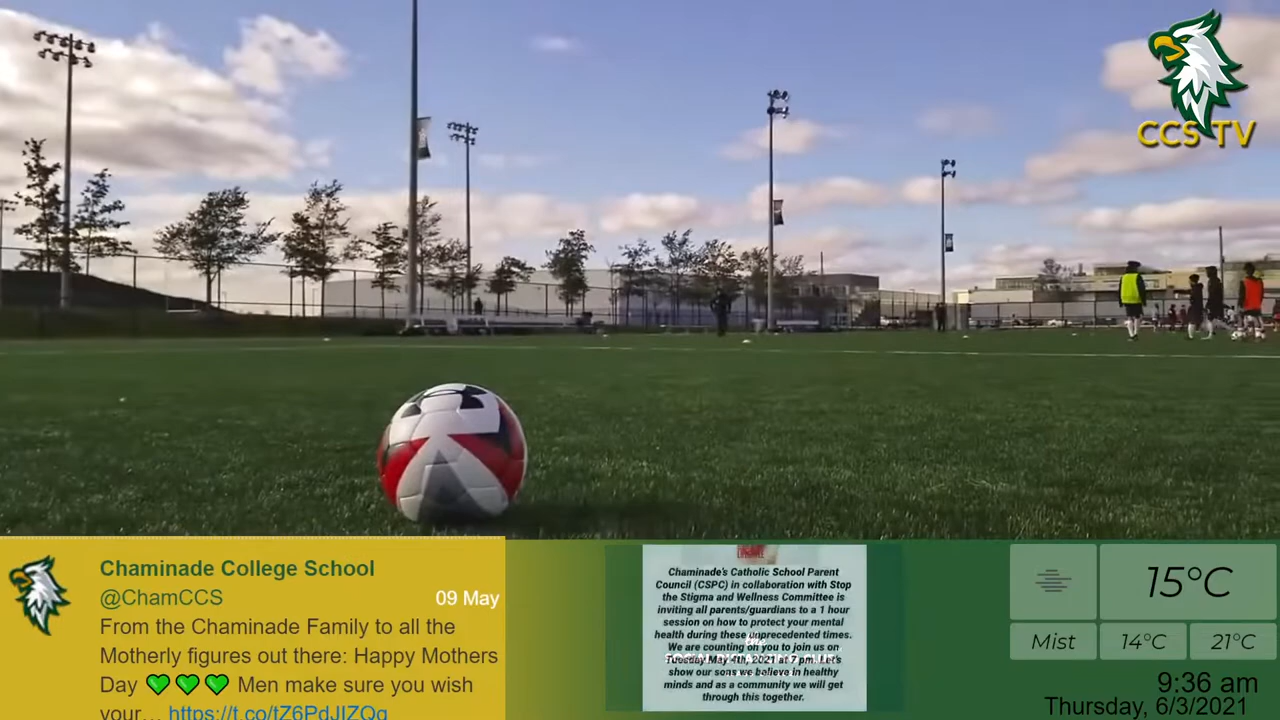 CCS TV
Chaminade College School
@ChamCCS
09 May
From the Chaminade Family to all the
Motherly figures out there: Happy Mothers
Day 💚💚💚 Men make sure you wish
your… https://t.co/tZ6PdJIZQg
Chaminade's Catholic School Parent
Council (CSPC) in collaboration with Stop
the Stigma and Wellness Committee is
inviting all parents/guardians to a 1 hour
session on how to protect your mental
health during these unprecedented times.
We are counting on you to join us on
Tuesday May 4th, 2021 at 7 pm. Let's
show our sons we believe in healthy
minds and as a community we will get
through this together.
15°C
Mist
14°C
21°C
9:36 am
Thursday, 6/3/2021